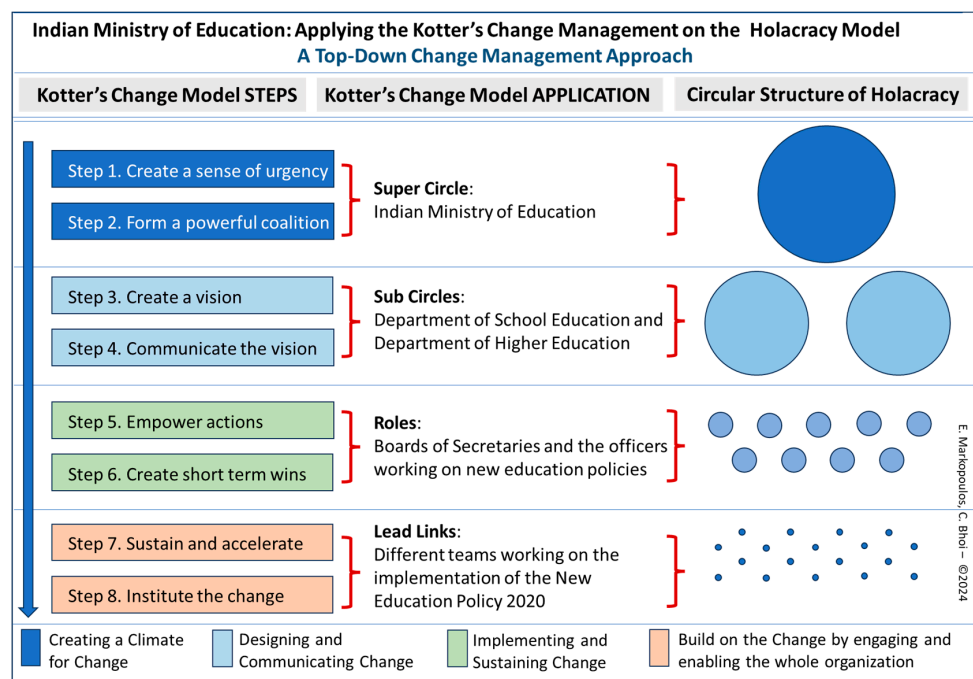 Indian Ministry of Education: Applying the Kotter's Change Management on the Holacracy Model
A Top-Down Change Management Approach
Kotter's Change Model STEPS
Kotter's Change Model APPLICATION
Circular Structure of Holacracy
Step 1. Create a sense of urgency
Step 2. Form a powerful coalition
Super Circle:
Indian Ministry of Education
Step 3. Create a vision
Step 4. Communicate the vision
Sub Circles:
Department of School Education and
Department of Higher Education
Step 5. Empower actions
Step 6. Create short term wins
Roles:
Boards of Secretaries and the officers
working on new education policies
Step 7. Sustain and accelerate
Step 8. Institute the change
Lead Links:
Different teams working on the
implementation of the New
Education Policy 2020
E. Markopoulos, C. Bhoi – ©2024
Creating a Climate
for Change
Designing and
Communicating Change
Implementing and
Sustaining Change
Build on the Change by engaging and
enabling the whole organization